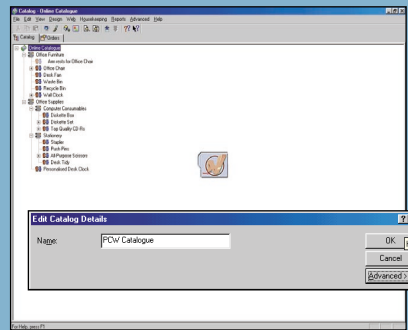 Catalog - Online Catalogue
File Edit View Design Web Housekeeping Reports Advanced Help
Catalog Orders
Online Catalogue
Office Furniture
Arm rests for Office Chair
Office Chair
Desk Fan
Waste Bin
Recycle Bin
Wall Clock
Office Supplies
Computer Consumables
Diskette Box
Diskette Set
Top Quality CD-Rs
Stationery
Stapler
Push Pins
All-Purpose Scissors
Desk Tidy
Personalised Desk Clock
Edit Catalog Details
Name: PCW Catalogue
OK
Cancel
Advanced >
For Help, press F1